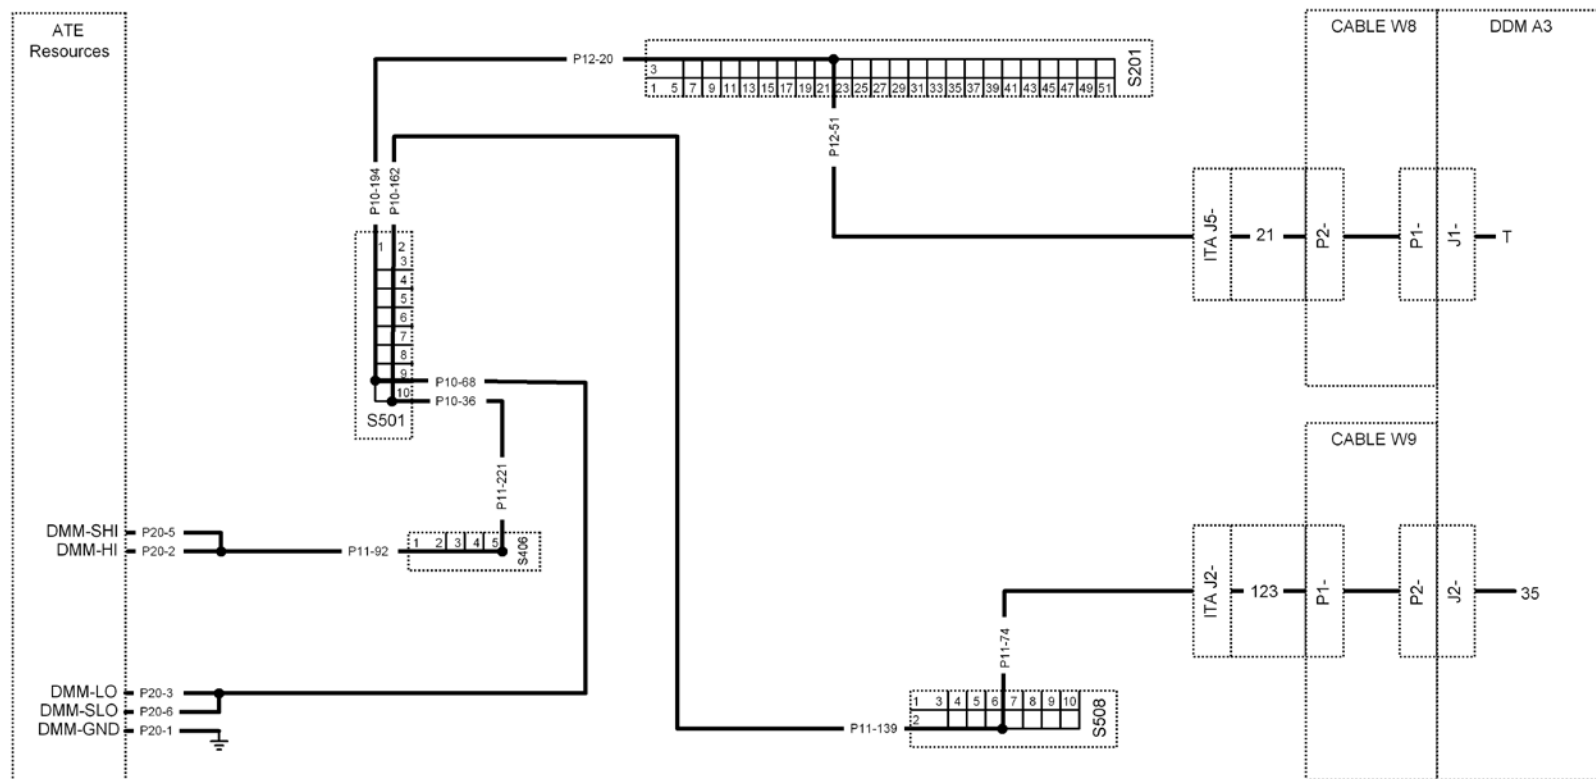 ATE
Resources
CABLE W8
DDM A3
P12-20
3
1 5 7 9 11 13 15 17 19 21 23 25 27 29 31 33 35 37 39 41 43 45 47 49 51
S201
P12-51
P10-194
P10-162
ITA J5-
21
P2-
P1-
J1-
T
1 2
3
4
5
6
7
8
9
10
P10-68
P10-36
S501
CABLE W9
P11-221
DMM-SHI
P20-5
DMM-HI
P20-2
P11-92
1 2 3 4 5
S406
ITA J2-
123
P1-
P2-
J2-
35
P11-74
DMM-LO
P20-3
DMM-SLO
P20-6
DMM-GND
P20-1
P11-139
1 3 4 5 6 7 8 9 10
2
S508